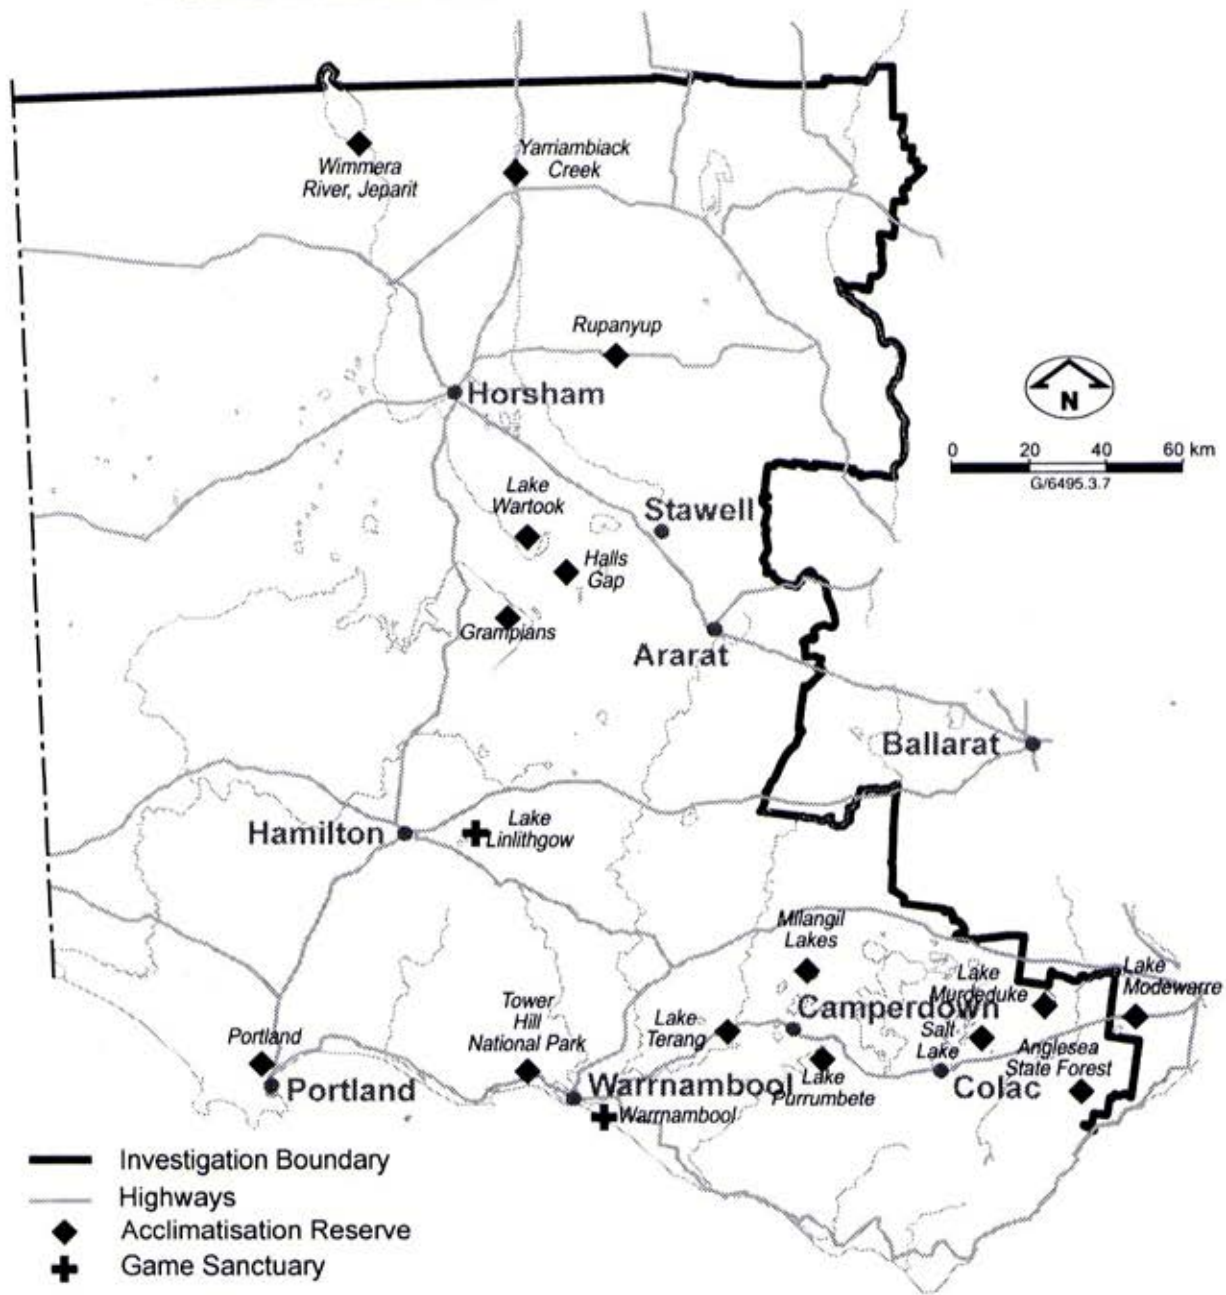 Wimmera
River, Jeparit
Yarriambiack
Creek
Rupanyup
Horsham
N
0 20 40 60 km
G/6495.3.7
Lake
Wartook
Stawell
Halls
Gap
Grampians
Ararat
Ballarat
Hamilton
Lake
Linlithgow
Milangil
Lakes
Lake
Murdeduke
Lake
Modewarre
Camperdown
Tower
Hill
National Park
Lake
Terang
Salt
Lake
Anglesea
State Forest
Portland
Portland
Warrnambool
Lake
Purrumbete
Colac
Warrnambool
Investigation Boundary
Highways
Acclimatisation Reserve
Game Sanctuary